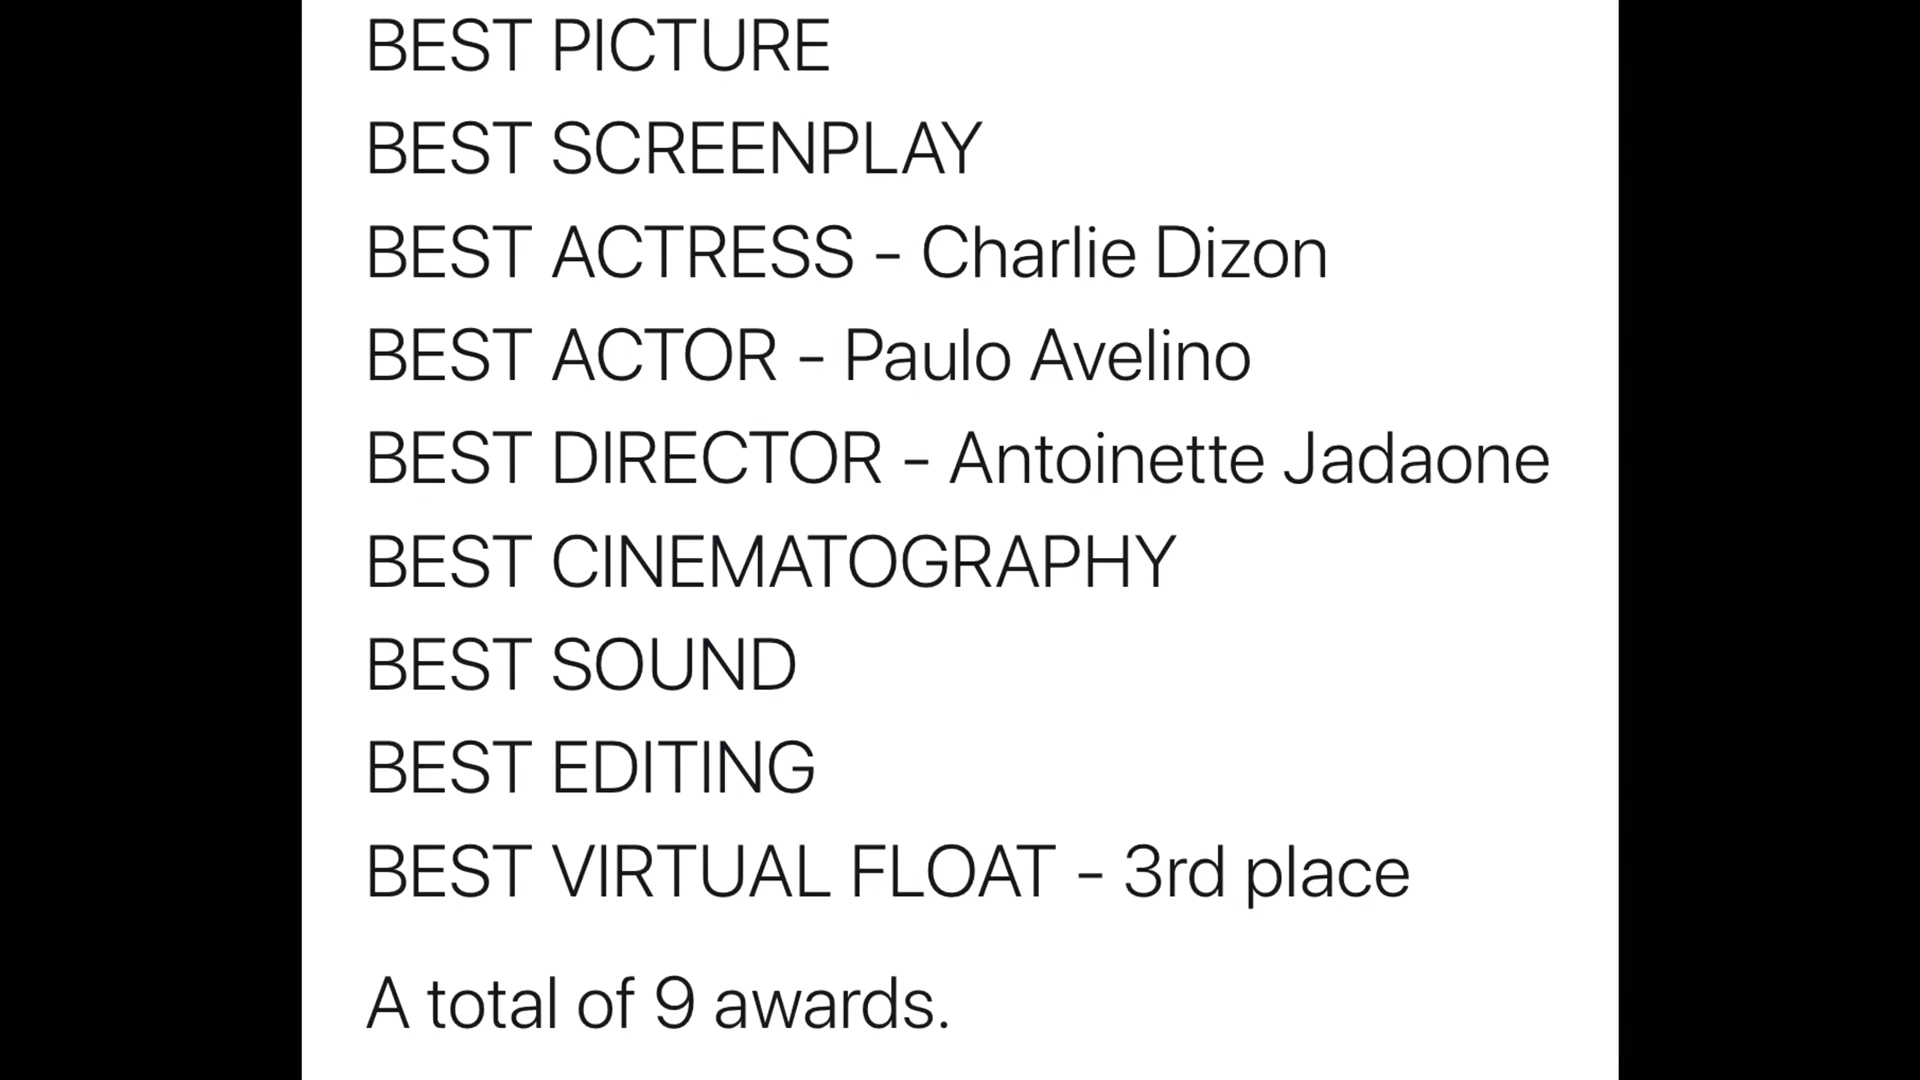 BEST PICTURE
BEST SCREENPLAY
BEST ACTRESS - Charlie Dizon
BEST ACTOR - Paulo Avelino
BEST DIRECTOR - Antoinette Jadaone
BEST CINEMATOGRAPHY
BEST SOUND
BEST EDITING
BEST VIRTUAL FLOAT - 3rd place
A total of 9 awards.